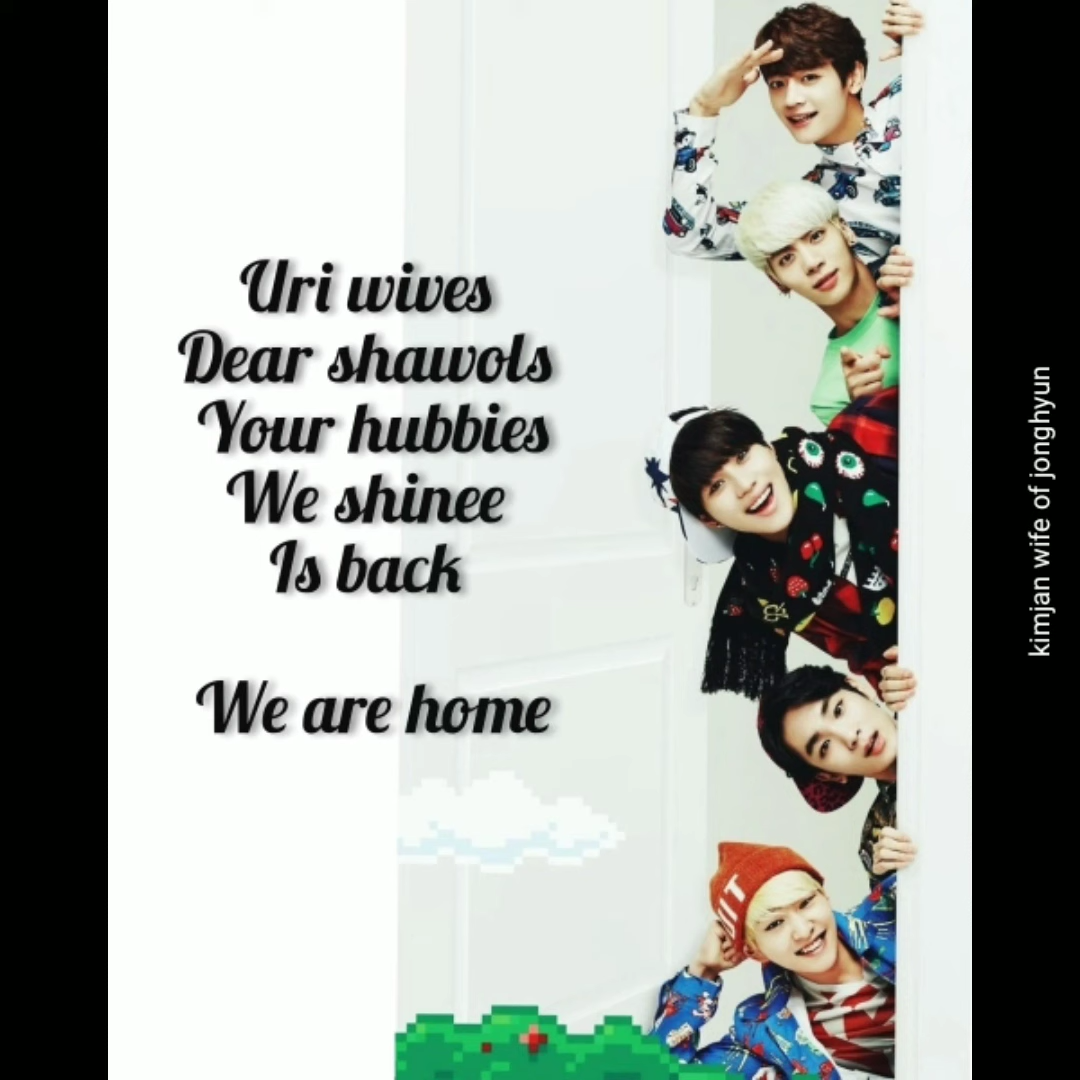 Uri wives
Dear shawols
Your hubbies
We shinee
Is back
We are home
kimjan wife of jonghyun